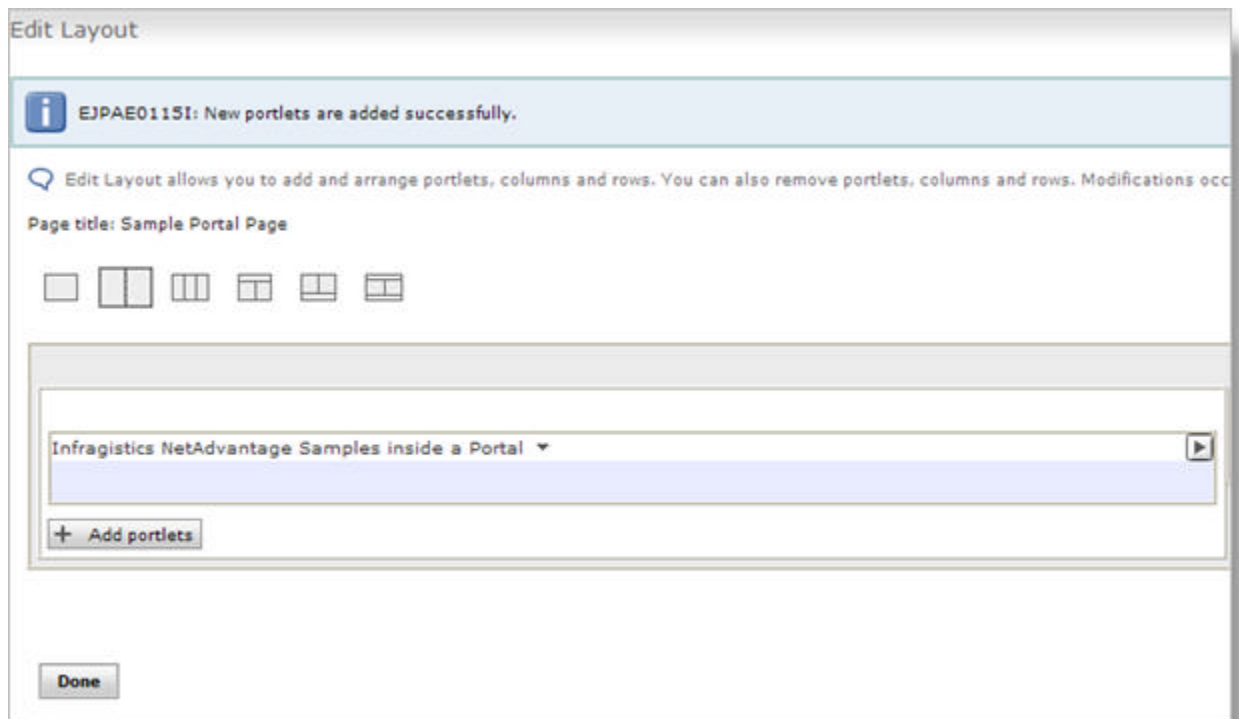 Edit Layout
EJPAE0115I: New portlets are added successfully.
Edit Layout allows you to add and arrange portlets, columns and rows. You can also remove portlets, columns and rows. Modifications occ
Page title: Sample Portal Page
Infragistics NetAdvantage Samples inside a Portal
+ Add portlets
Done